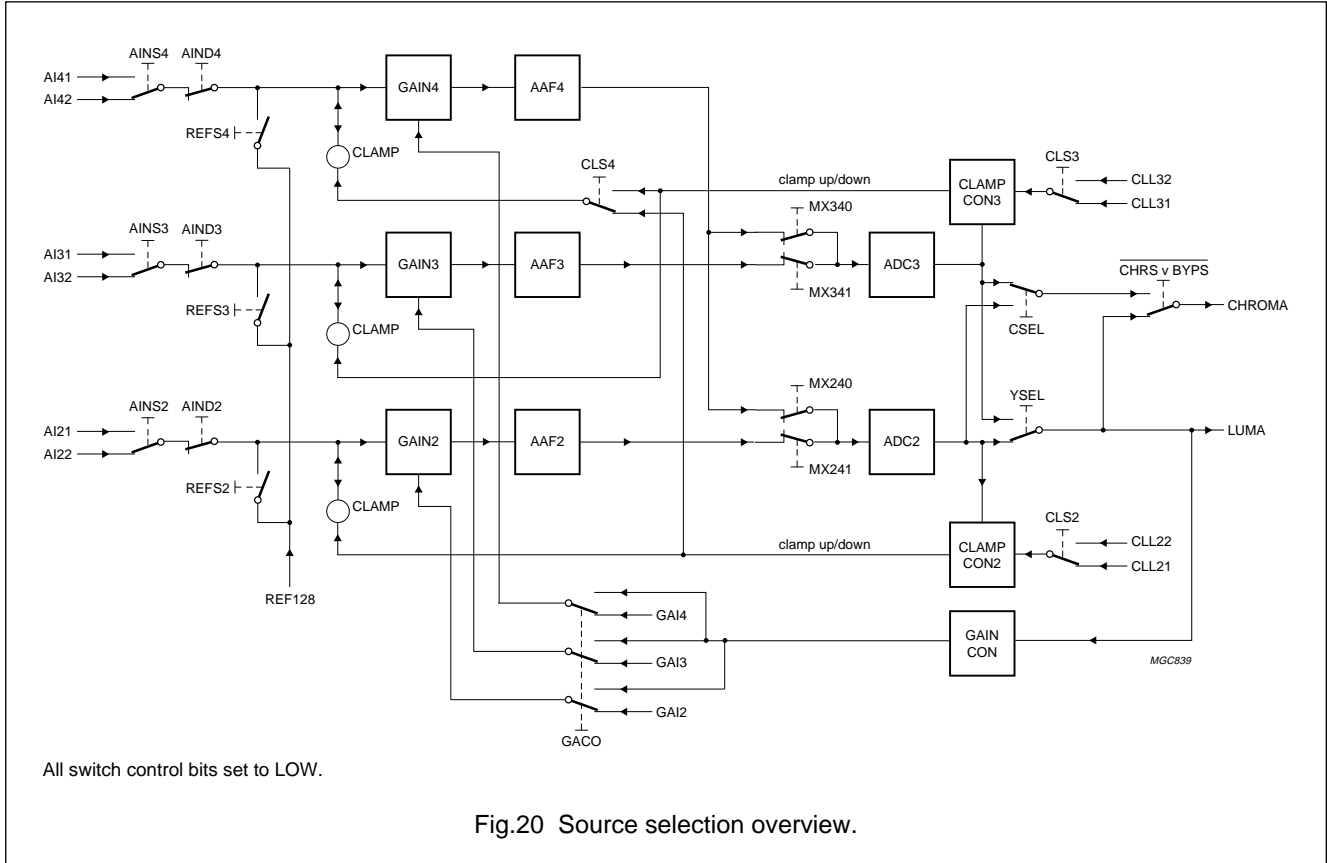 AINS4 AIND4
AI41
AI42
GAIN4
AAF4
REFS4
CLAMP
CLS4
clamp up/down
CLAMP
CON3
CLS3
CLL32
CLL31
MX340
AINS3 AIND3
AI31
AI32
GAIN3
AAF3
MX341
ADC3
CHRS v BYPS
CHROMA
CSEL
REFS3
CLAMP
MX240
YSEL
AINS2 AIND2
AI21
AI22
GAIN2
AAF2
MX241
ADC2
LUMA
REFS2
CLAMP
clamp up/down
CLAMP
CON2
CLS2
CLL22
CLL21
REF128
GAI4
GAI3
GAI2
GACO
GAIN
CON
MGC839
All switch control bits set to LOW.
Fig.20 Source selection overview.